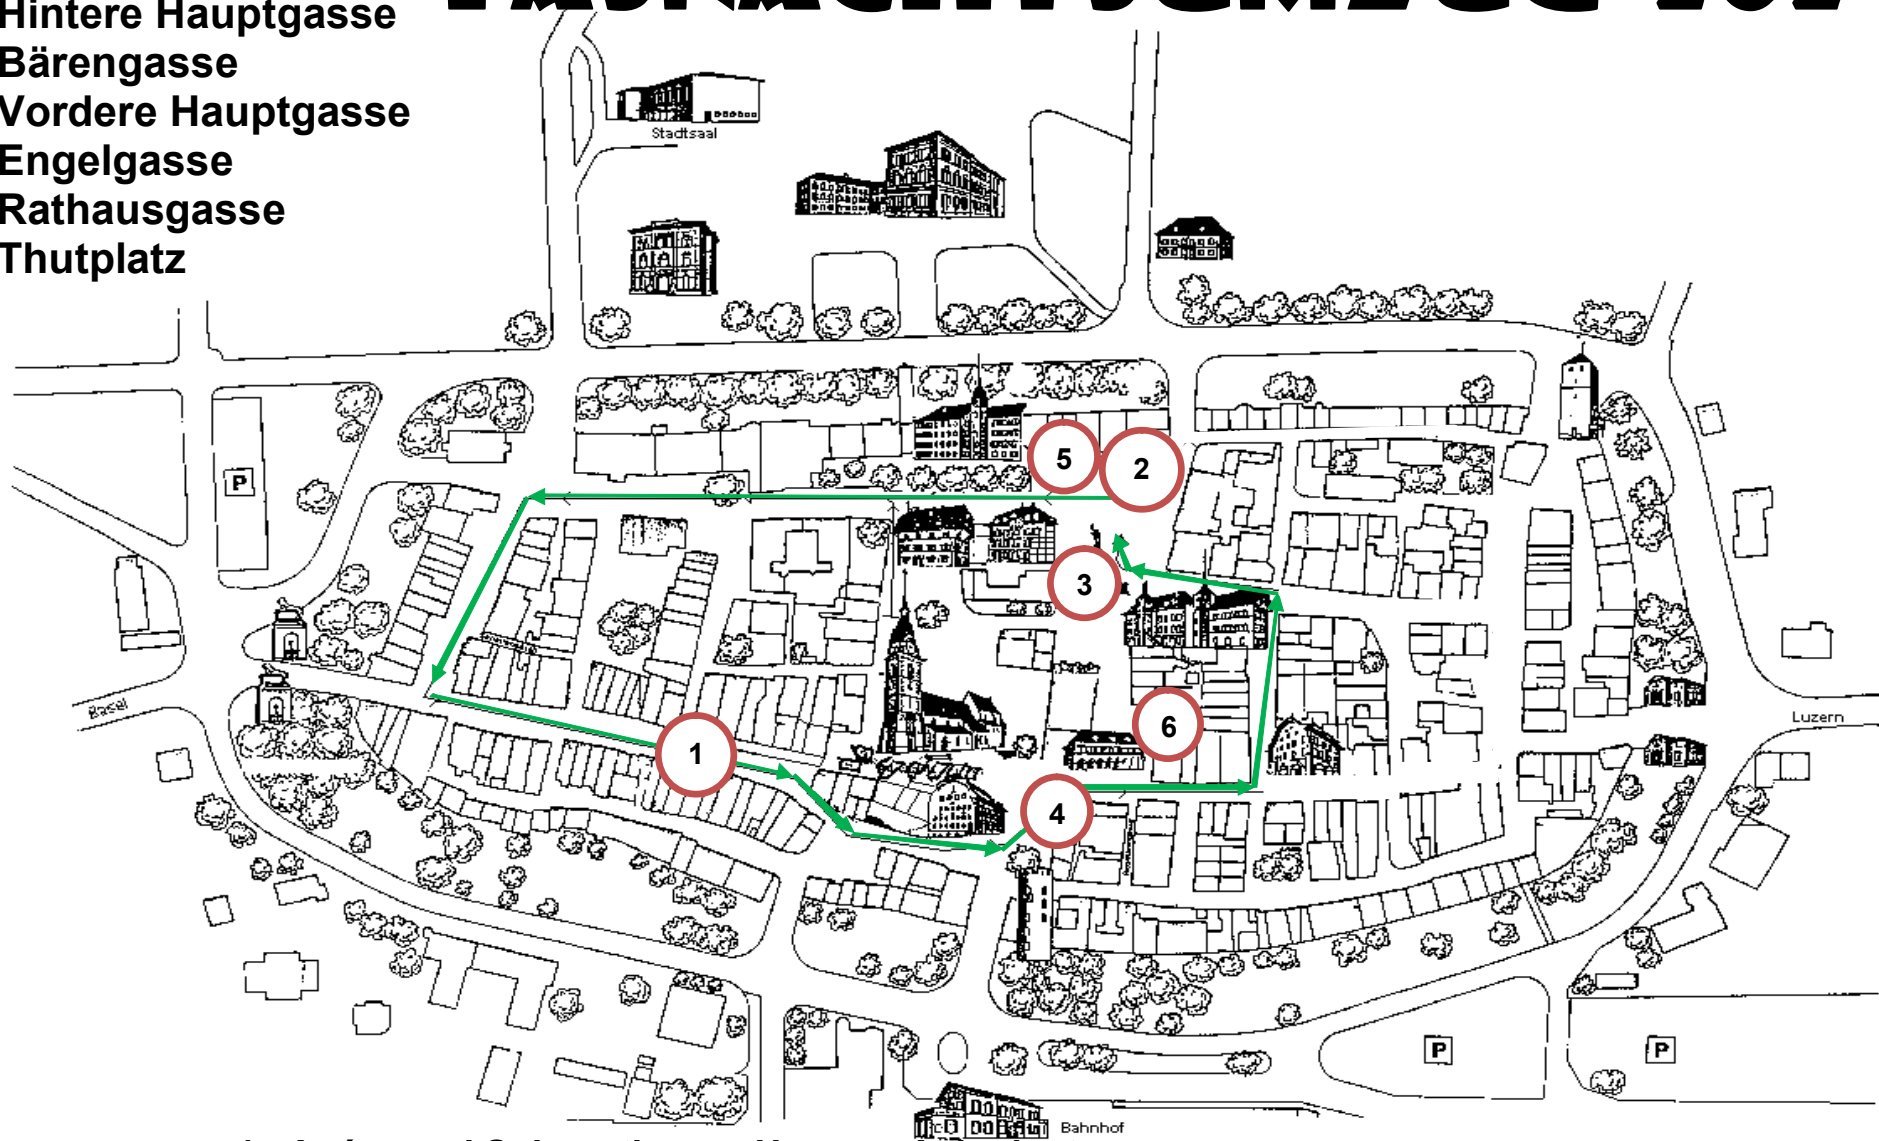 Hintere Hauptgasse
Bärengasse
Vordere Hauptgasse
Engelgasse
Rathausgasse
Thutplatz
Stadtsaal
P
5
2
3
6
1
4
Basel
Luzern
P
P
Bahnhof